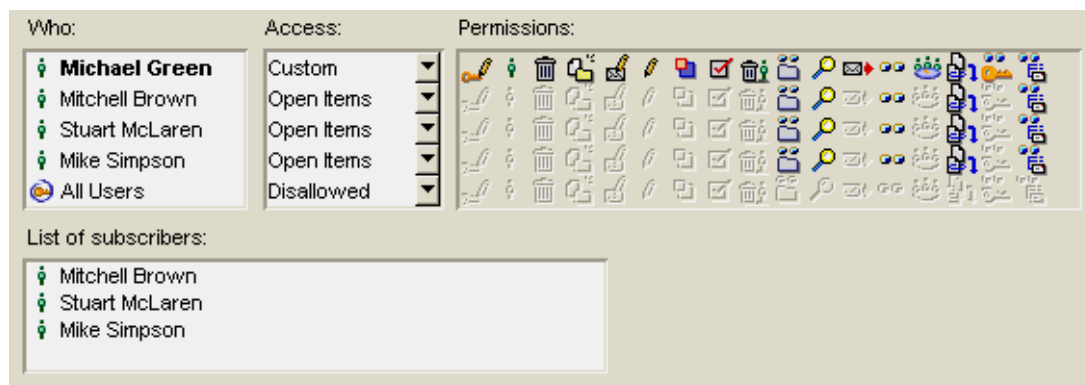 Who: Access: Permissions:
Michael Green Custom
Mitchell Brown Open Items
Stuart McLaren Open Items
Mike Simpson Open Items
All Users Disallowed
List of subscribers:
Mitchell Brown
Stuart McLaren
Mike Simpson